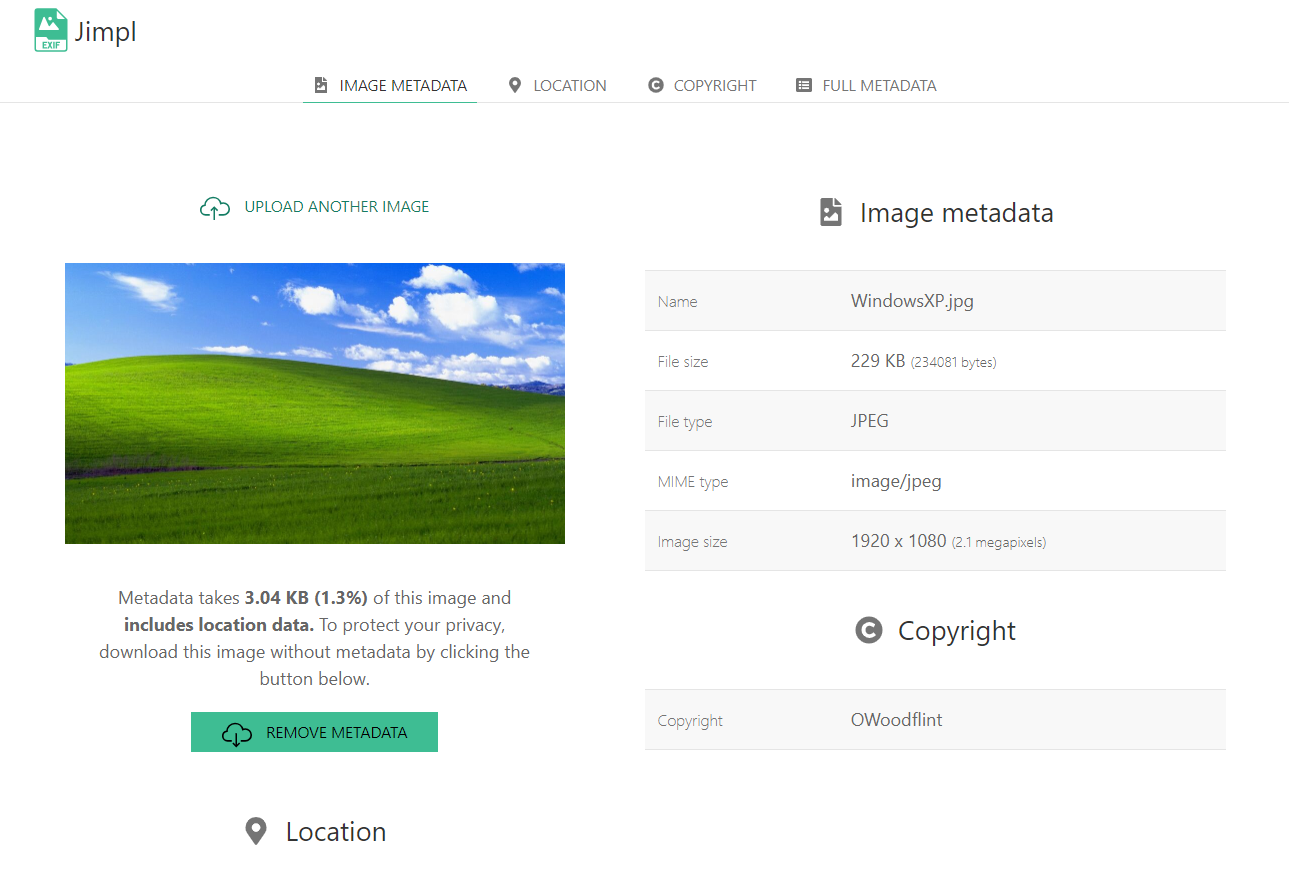 EXIF
Jimpl
IMAGE METADATA
LOCATION
COPYRIGHT
FULL METADATA
UPLOAD ANOTHER IMAGE
Metadata takes 3.04 KB (1.3%) of this image and
includes location data. To protect your privacy,
download this image without metadata by clicking the
button below.
REMOVE METADATA
Location
Image metadata
Name WindowsXP.jpg
File size 229 KB (234081 bytes)
File type JPEG
MIME type image/jpeg
Image size 1920 x 1080 (2.1 megapixels)
Copyright
Copyright OWoodflint